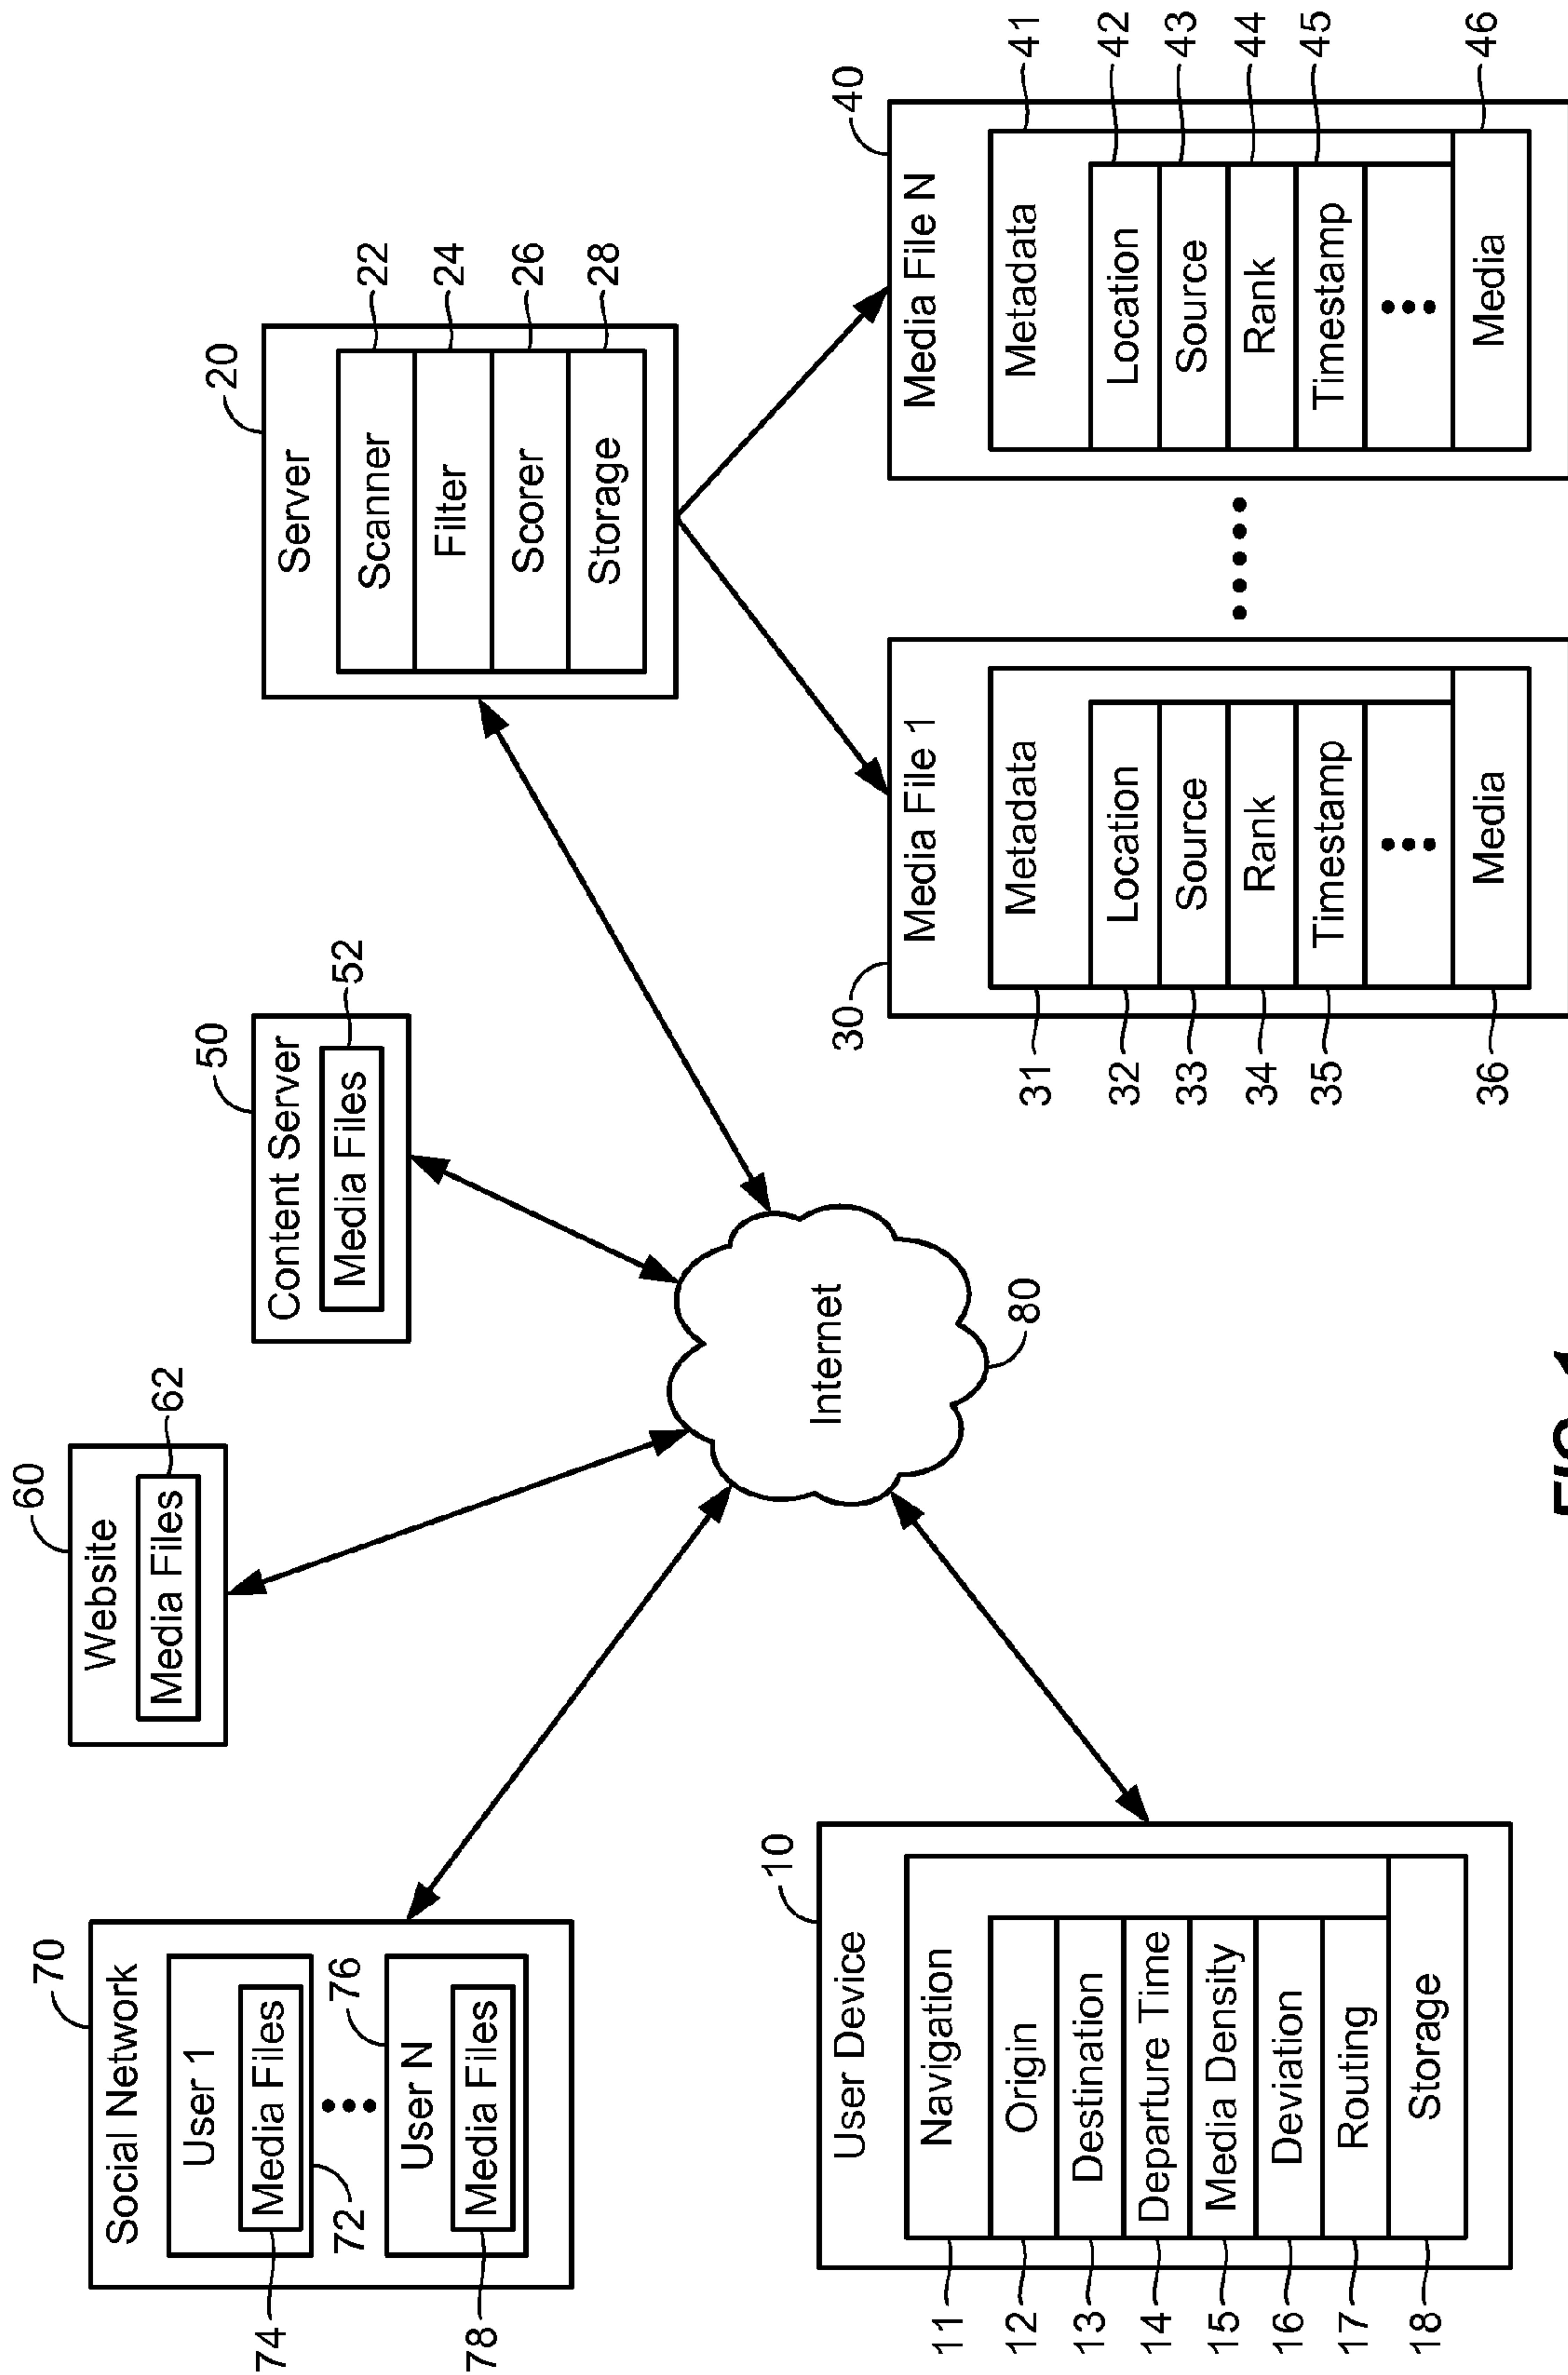 70
Social Network
User 1
Media Files
74
72
76
User N
Media Files
78
60
Website
Media Files
62
50
Content Server
Media Files
52
20
Server
Scanner
22
Filter
24
Scorer
26
Storage
28
Internet
80
10
User Device
11
Navigation
12
Origin
13
Destination
14
Departure Time
15
Media Density
16
Deviation
17
Routing
18
Storage
30
Media File 1
31
Metadata
32
Location
33
Source
34
Rank
35
Timestamp
36
Media
40
Media File N
Metadata
41
Location
42
Source
43
Rank
44
Timestamp
45
Media
46
FIG. 1